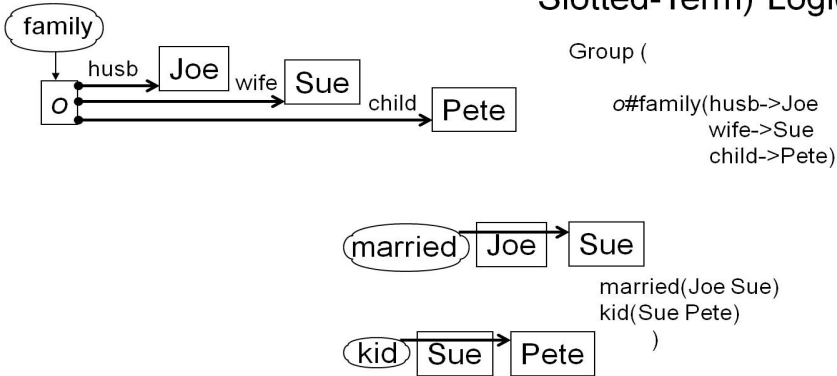 Slotted-Term) Logi
family
husb Joe
wife Sue
child Pete
o
Group (
o#family(husb->Joe
wife->Sue
child->Pete)
married Joe Sue
married(Joe Sue)
kid(Sue Pete)
)
kid Sue Pete